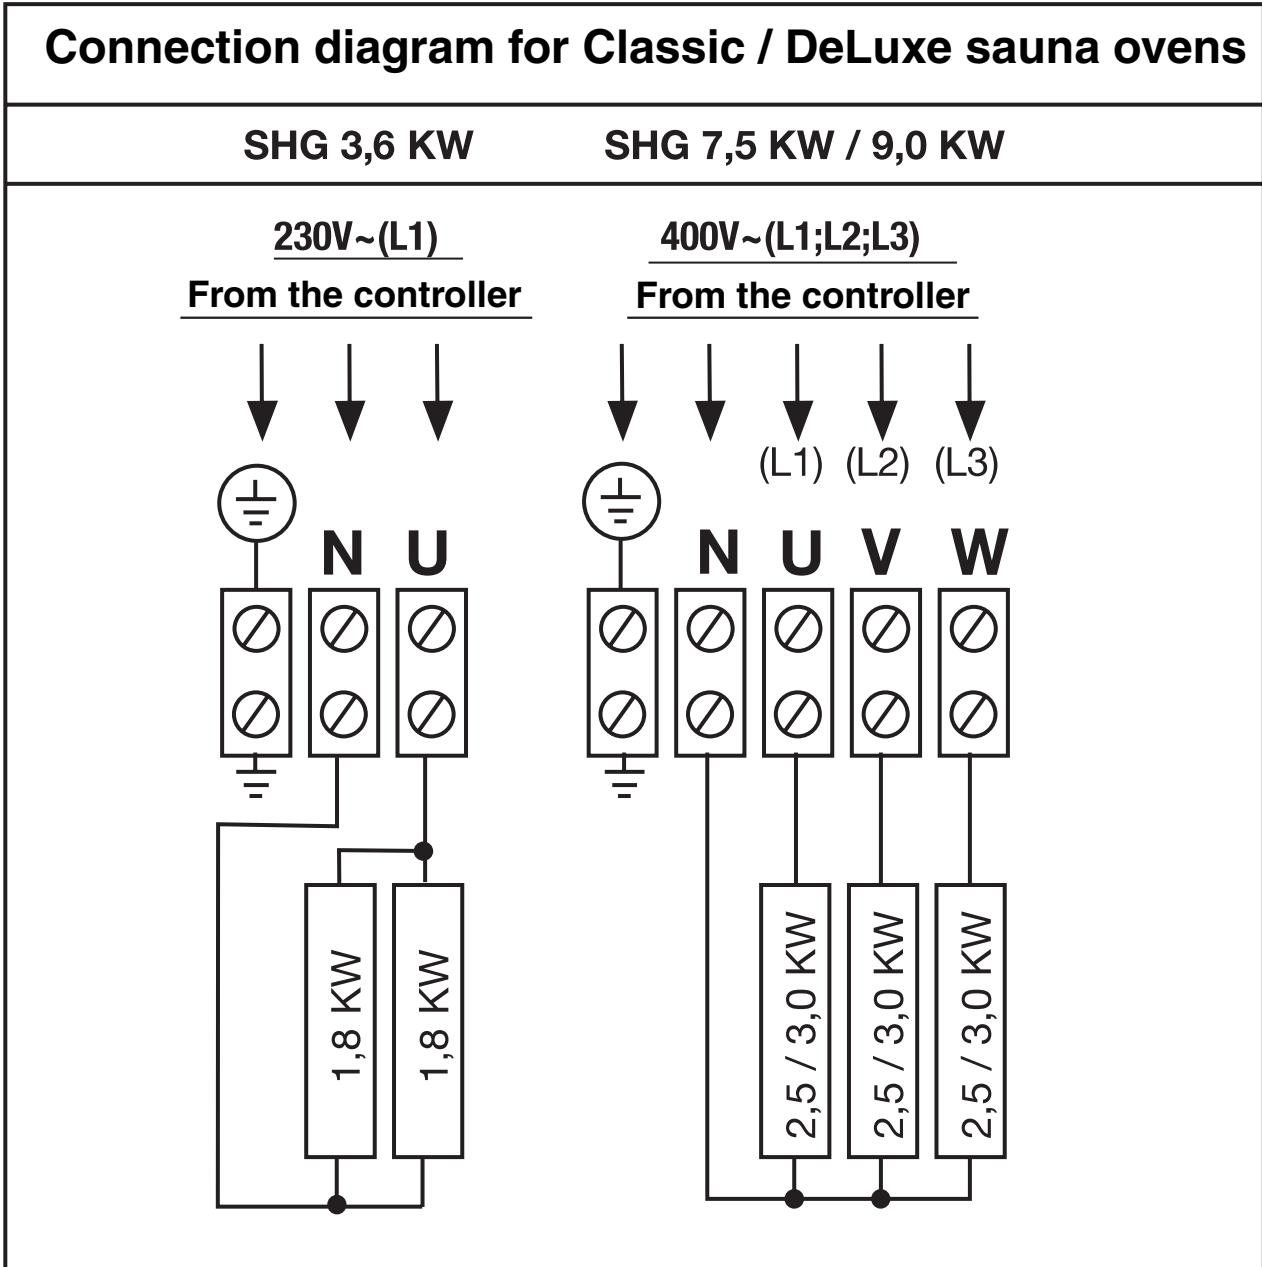 Connection diagram for Classic / DeLuxe sauna ovens
SHG 3,6 KW
SHG 7,5 KW / 9,0 KW
230V~(L1)
From the controller
400V~(L1;L2;L3)
From the controller
(L1) (L2) (L3)
N U
N U V W
1,8 KW
1,8 KW
2,5 / 3,0 KW
2,5 / 3,0 KW
2,5 / 3,0 KW